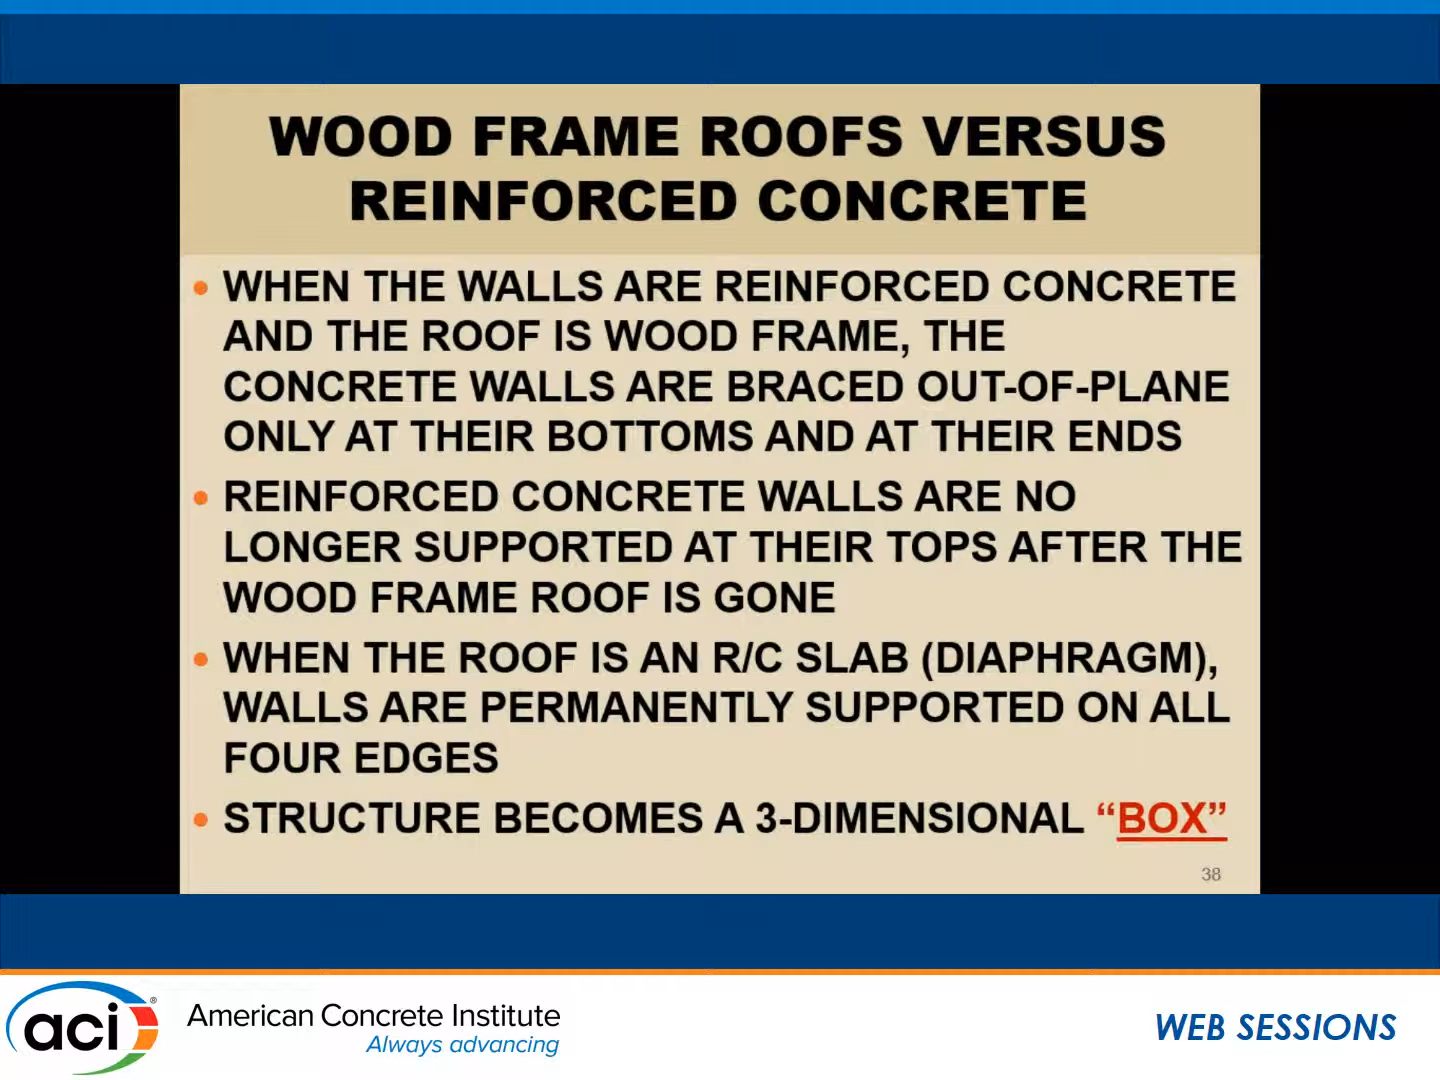 WOOD FRAME ROOFS VERSUS
REINFORCED CONCRETE
• WHEN THE WALLS ARE REINFORCED CONCRETE
AND THE ROOF IS WOOD FRAME, THE
CONCRETE WALLS ARE BRACED OUT-OF-PLANE
ONLY AT THEIR BOTTOMS AND AT THEIR ENDS
• REINFORCED CONCRETE WALLS ARE NO
LONGER SUPPORTED AT THEIR TOPS AFTER THE
WOOD FRAME ROOF IS GONE
• WHEN THE ROOF IS AN R/C SLAB (DIAPHRAGM),
WALLS ARE PERMANENTLY SUPPORTED ON ALL
FOUR EDGES
• STRUCTURE BECOMES A 3-DIMENSIONAL “BOX”
38
aci®
American Concrete Institute
Always advancing
WEB SESSIONS